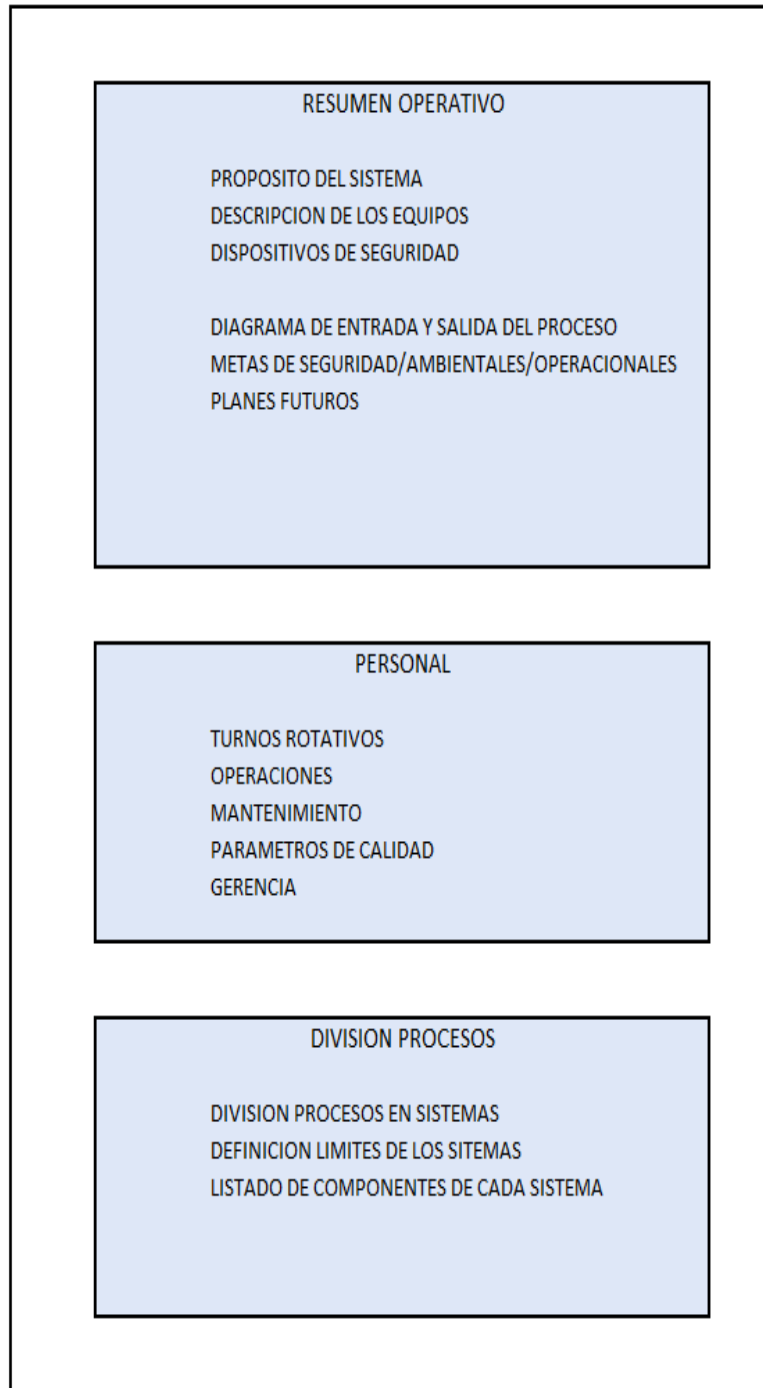 RESUMEN OPERATIVO
PROPOSITO DEL SISTEMA
DESCRIPCION DE LOS EQUIPOS
DISPOSITIVOS DE SEGURIDAD
DIAGRAMA DE ENTRADA Y SALIDA DEL PROCESO
METAS DE SEGURIDAD/AMBIENTALES/OPERACIONALES
PLANES FUTUROS
PERSONAL
TURNOS ROTATIVOS
OPERACIONES
MANTENIMIENTO
PARAMETROS DE CALIDAD
GERENCIA
DIVISION PROCESOS
DIVISION PROCESOS EN SISTEMAS
DEFINICION LIMITES DE LOS SITEMAS
LISTADO DE COMPONENTES DE CADA SISTEMA